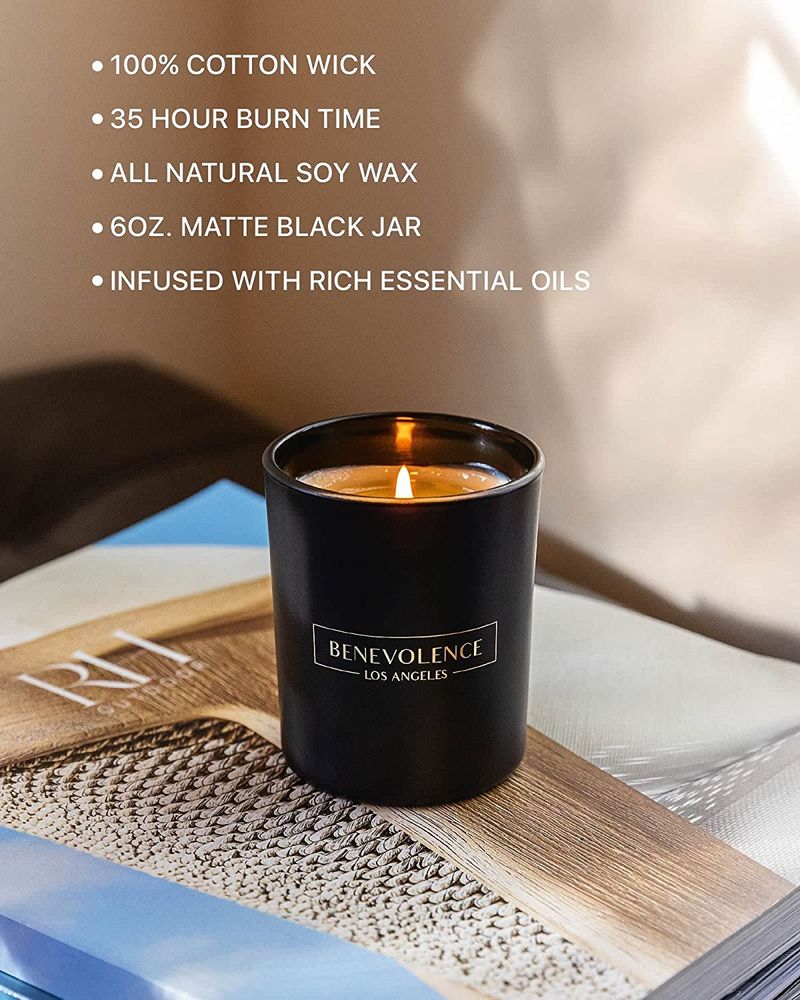 • 100% COTTON WICK
• 35 HOUR BURN TIME
• ALL NATURAL SOY WAX
• 6OZ. MATTE BLACK JAR
• INFUSED WITH RICH ESSENTIAL OILS
BENEVOLENCE
LOS ANGELES
RH
OUTDOOR